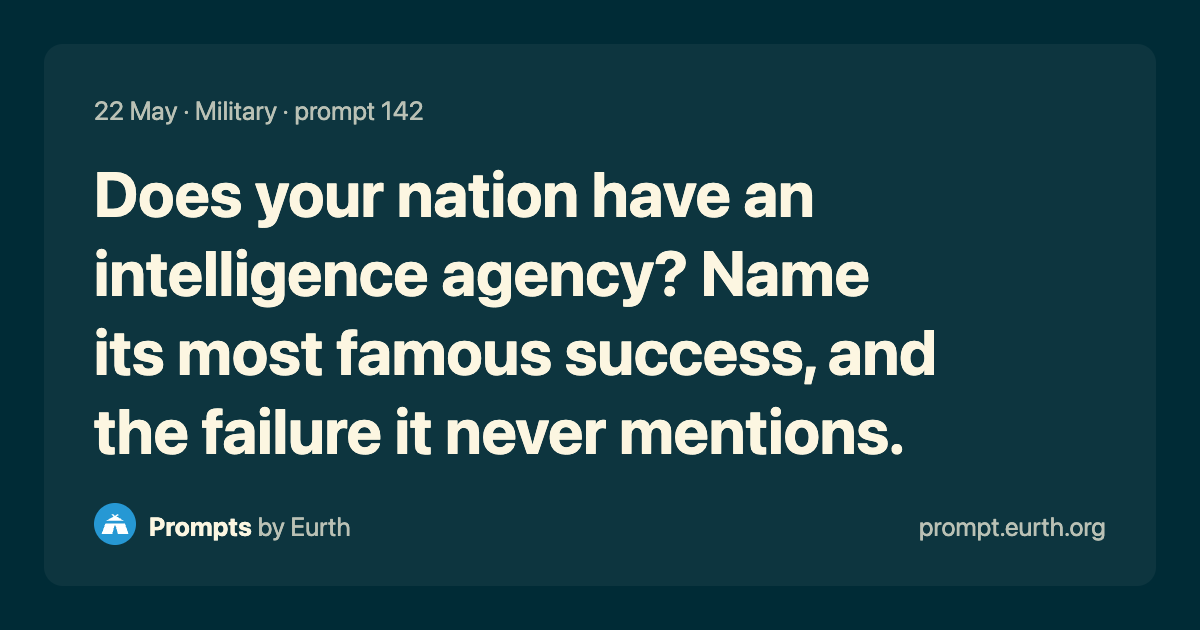 22 May · Military · prompt 142
Does your nation have an
intelligence agency? Name
its most famous success, and
the failure it never mentions.
Prompts by Eurth
prompt.eurth.org